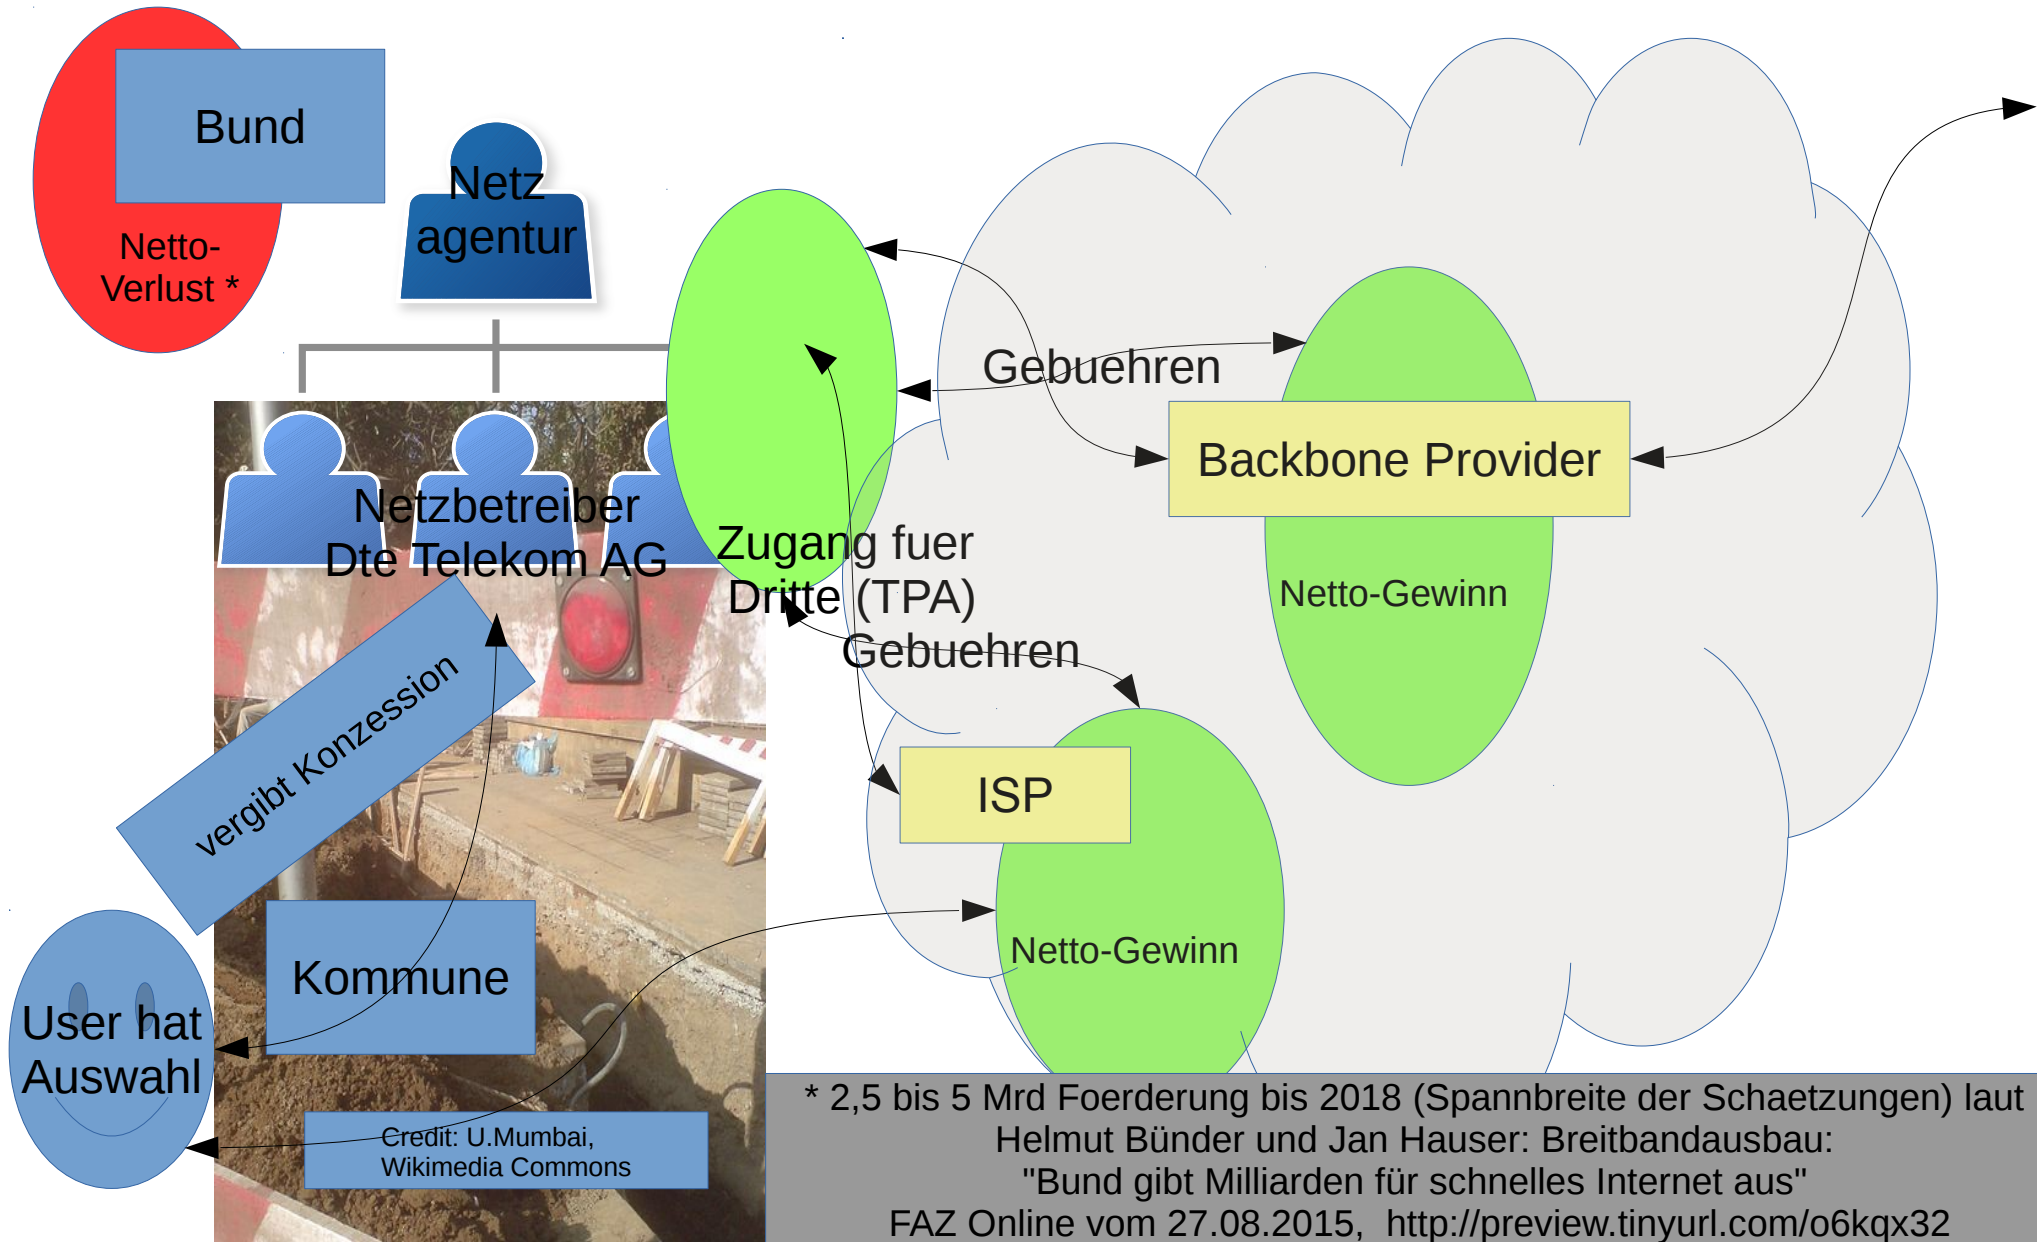 Bund
Netto-
Verlust *
Netz
agentur
Gebuehren
Backbone Provider
Netto-Gewinn
Netzbetreiber
Dte Telekom AG
Zugang fuer
Dritte (TPA)
Gebuehren
vergibt Konzession
ISP
Netto-Gewinn
Kommune
User hat
Auswahl
Credit: U.Mumbai,
Wikimedia Commons
* 2,5 bis 5 Mrd Foerderung bis 2018 (Spannbreite der Schaetzungen) laut
Helmut Bünder und Jan Hauser: Breitbandausbau:
"Bund gibt Milliarden für schnelles Internet aus"
FAZ Online vom 27.08.2015, http://preview.tinyurl.com/o6kqx32